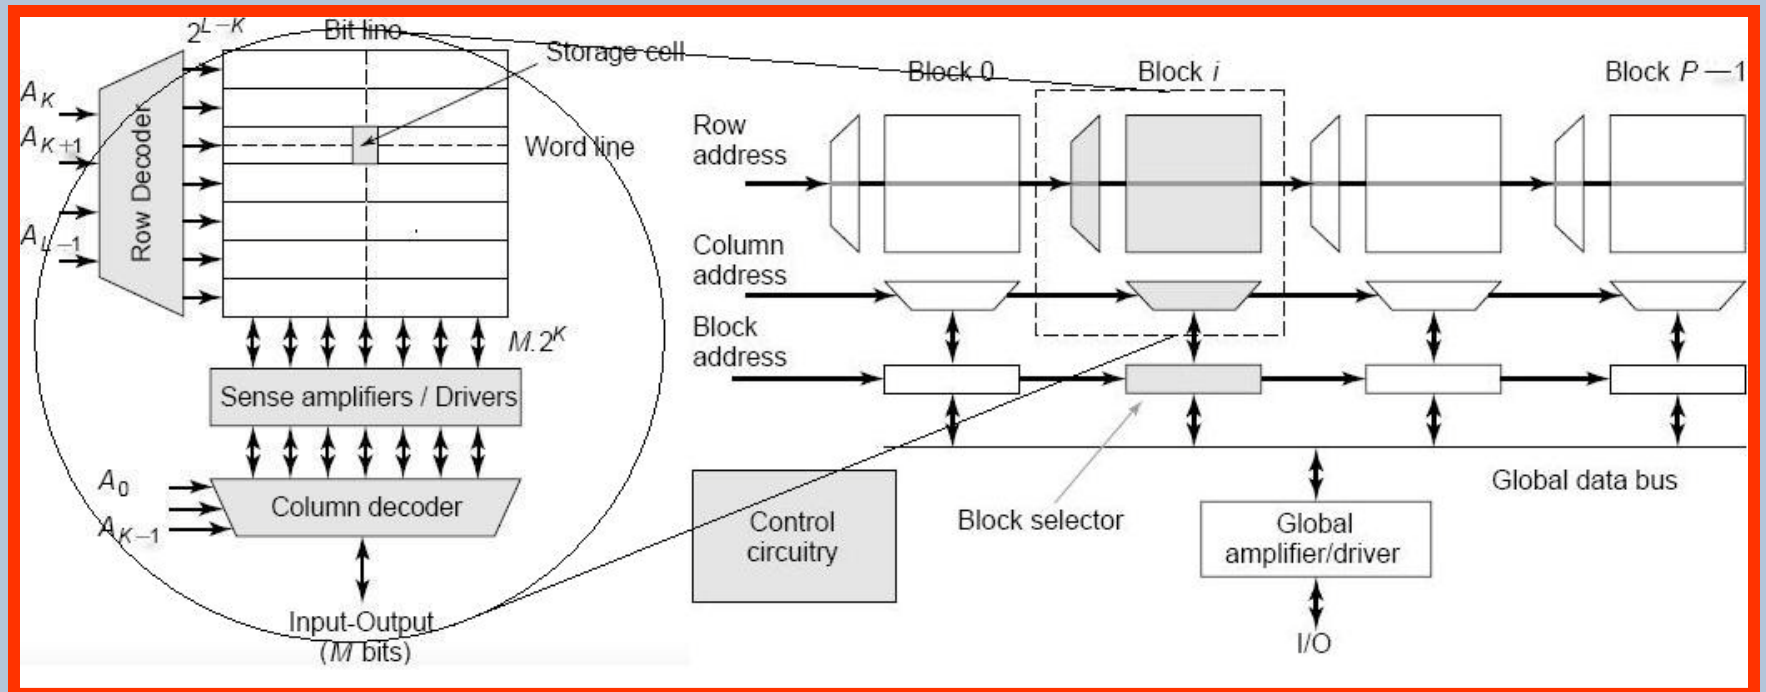 2^{L−K}
Bit line
Storage cell
A_K
A_{K+1}
A_{L−1}
Row Decoder
Word line
M.2^K
Sense amplifiers / Drivers
A_0
A_{K−1}
Column decoder
Input-Output
(M bits)
Block 0
Block i
Block P — 1
Row
address
Column
address
Block
address
Control
circuitry
Block selector
Global data bus
Global
amplifier/driver
I/O